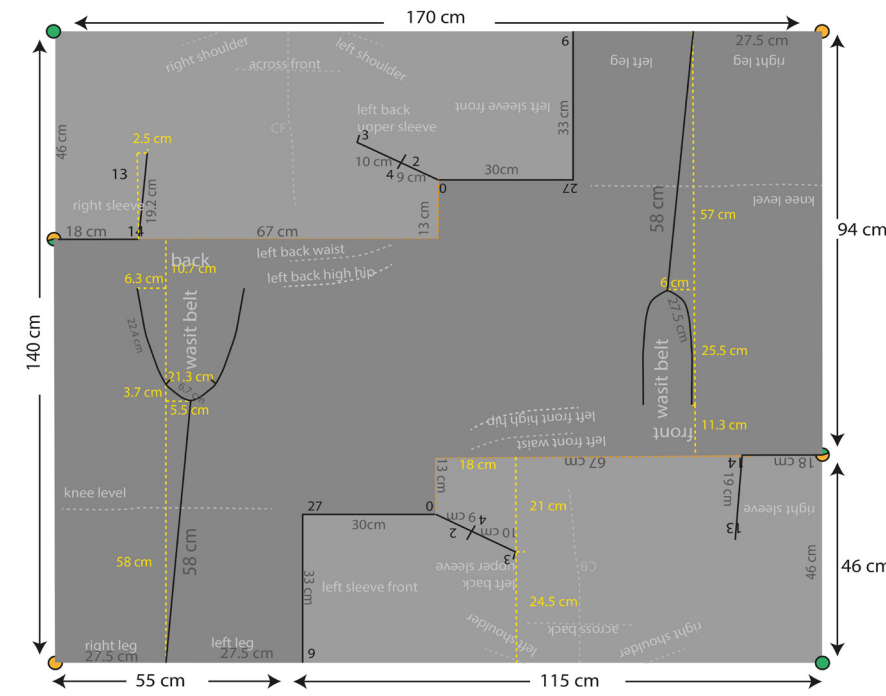 170 cm
9
27.5 cm
right shoulder
left shoulder
across front
left leg
right leg
CF
left back
upper sleeve
left sleeve front
46 cm
33 cm
2.5 cm
3
13
10 cm
2
4
9 cm
30cm
0
27
right sleeve
19.2 cm
58 cm
knee level
57 cm
18 cm
14
67 cm
13 cm
94 cm
back
left back waist
10.7 cm
left back high hip
6.3 cm
6 cm
27.5 cm
140 cm
22.4 cm
wasit belt
wasit belt
25.5 cm
21.3 cm
6.7 cm
3.7 cm
5.5 cm
left front high hip
11.3 cm
front
left front waist
13 cm
18 cm
67 cm
14
18 cm
knee level
27
0
9 cm
4
2
10 cm
3
21 cm
19 cm
13
right sleeve
30cm
58 cm
58 cm
33 cm
left sleeve front
upper sleeve
left back
CB
46 cm
46 cm
24.5 cm
right leg
left leg
27.5 cm
27.5 cm
9
left shoulder
across back
right shoulder
55 cm
115 cm